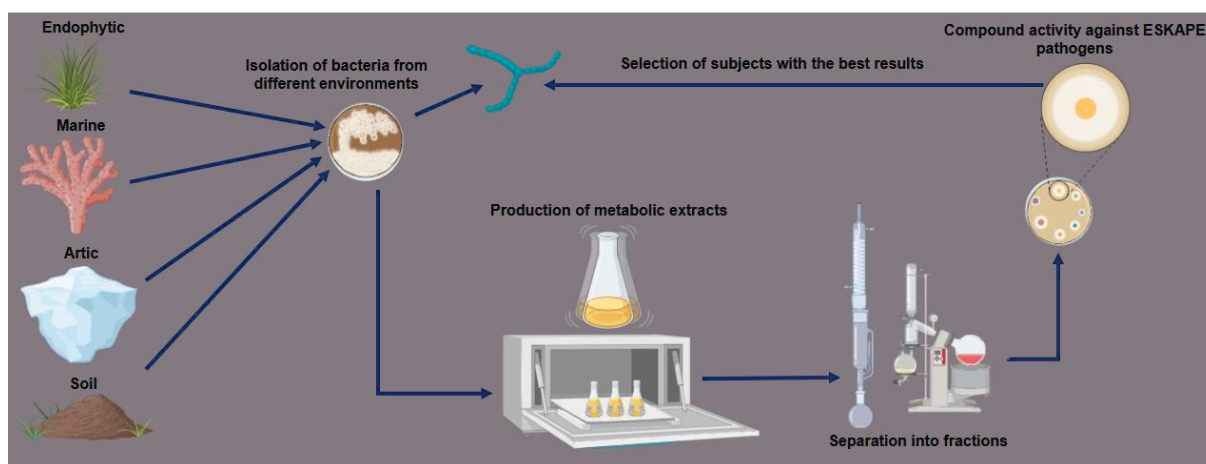 Endophytic
Marine
Artic
Soil
Isolation of bacteria from
different environments
Selection of subjects with the best results
Compound activity against ESKAPE
pathogens
Production of metabolic extracts
Separation into fractions